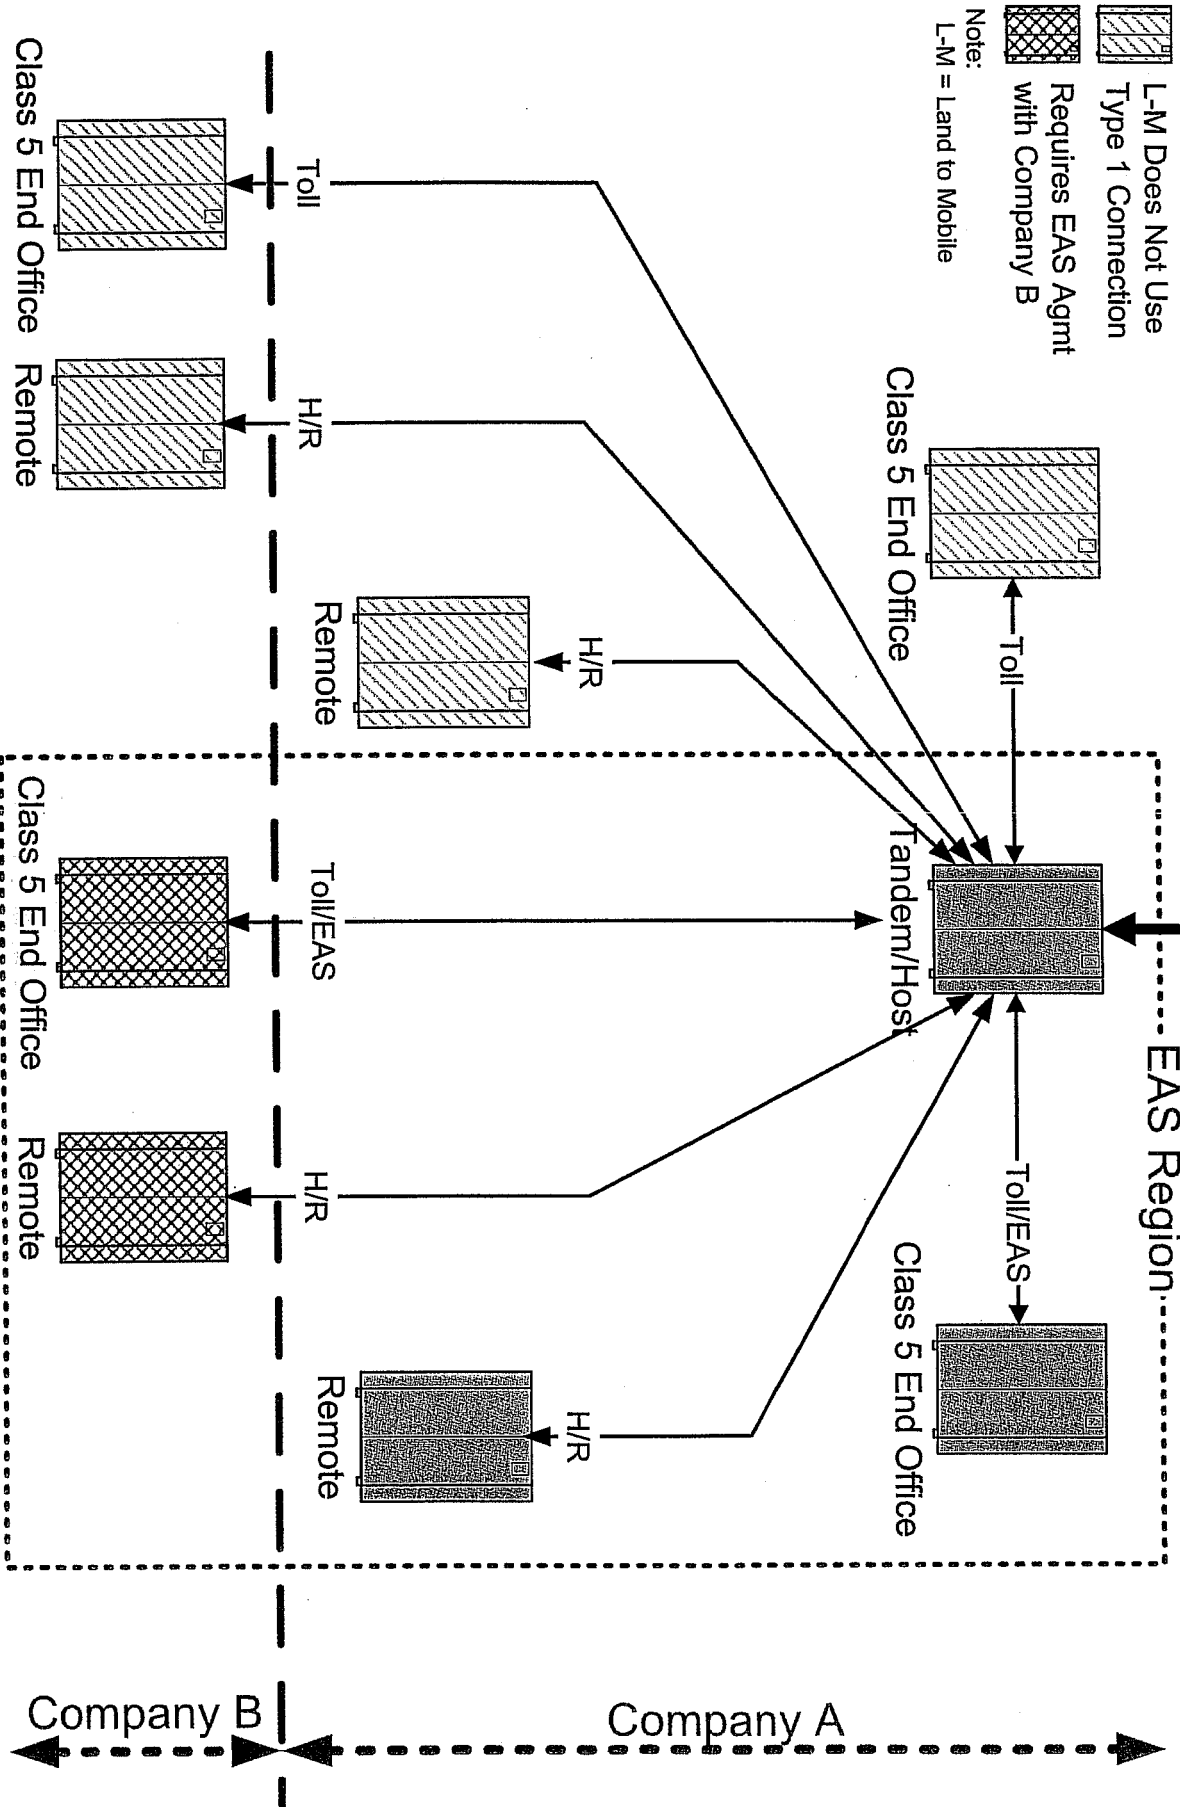 L-M Does Not Use
Type 1 Connection
Requires EAS Agmt
with Company B
Note:
L-M = Land to Mobile
EAS Region
Class 5 End Office
Toll
Tandem/Host
Toll/EAS
Class 5 End Office
Remote
H/R
Remote
H/R
Toll
H/R
Toll/EAS
H/R
Class 5 End Office
Remote
Class 5 End Office
Remote
Company A
Company B